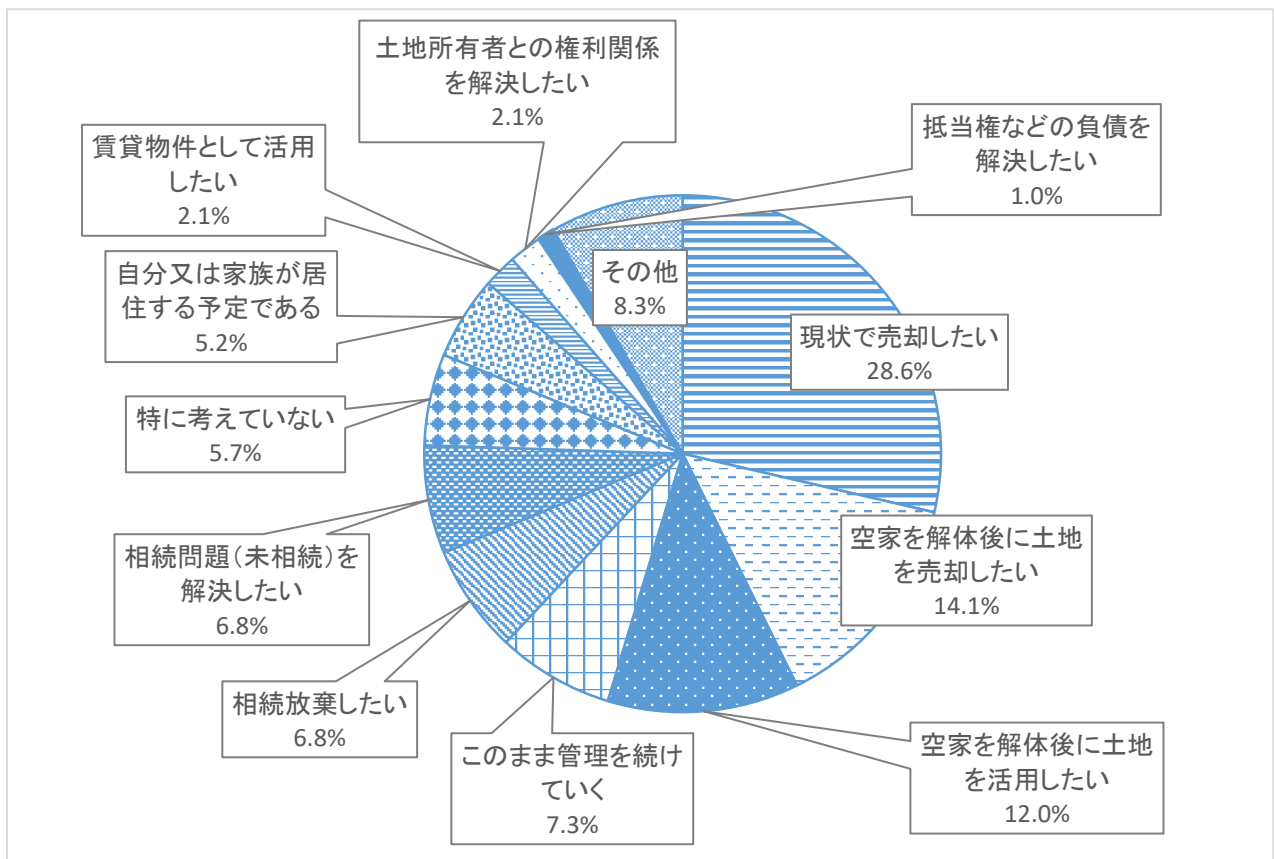 土地所有者との権利関係
を解決したい
2.1%
抵当権などの負債を
解決したい
1.0%
賃貸物件として活用
したい
2.1%
自分又は家族が居
住する予定である
5.2%
その他
8.3%
現状で売却したい
28.6%
特に考えていない
5.7%
空家を解体後に土地
を売却したい
14.1%
相続問題(未相続)を
解決したい
6.8%
相続放棄したい
6.8%
このまま管理を続け
ていく
7.3%
空家を解体後に土地
を活用したい
12.0%